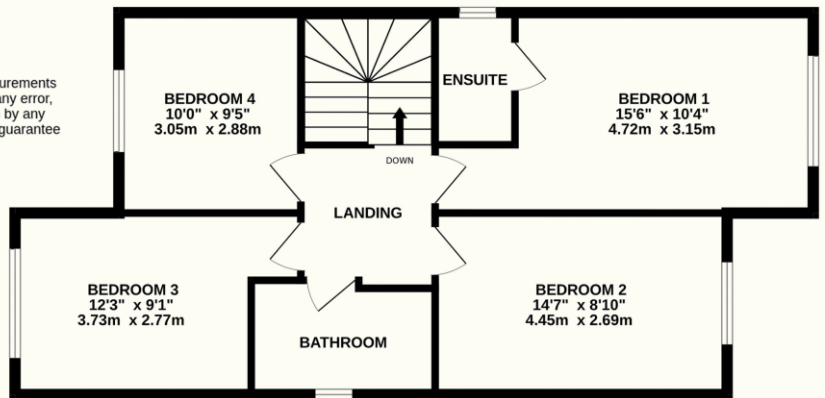 urements
any error,
by any
guarantee
BEDROOM 4
10'0" x 9'5"
3.05m x 2.88m
ENSUITE
BEDROOM 1
15'6" x 10'4"
4.72m x 3.15m
DOWN
LANDING
BEDROOM 3
12'3" x 9'1"
3.73m x 2.77m
BEDROOM 2
14'7" x 8'10"
4.45m x 2.69m
BATHROOM